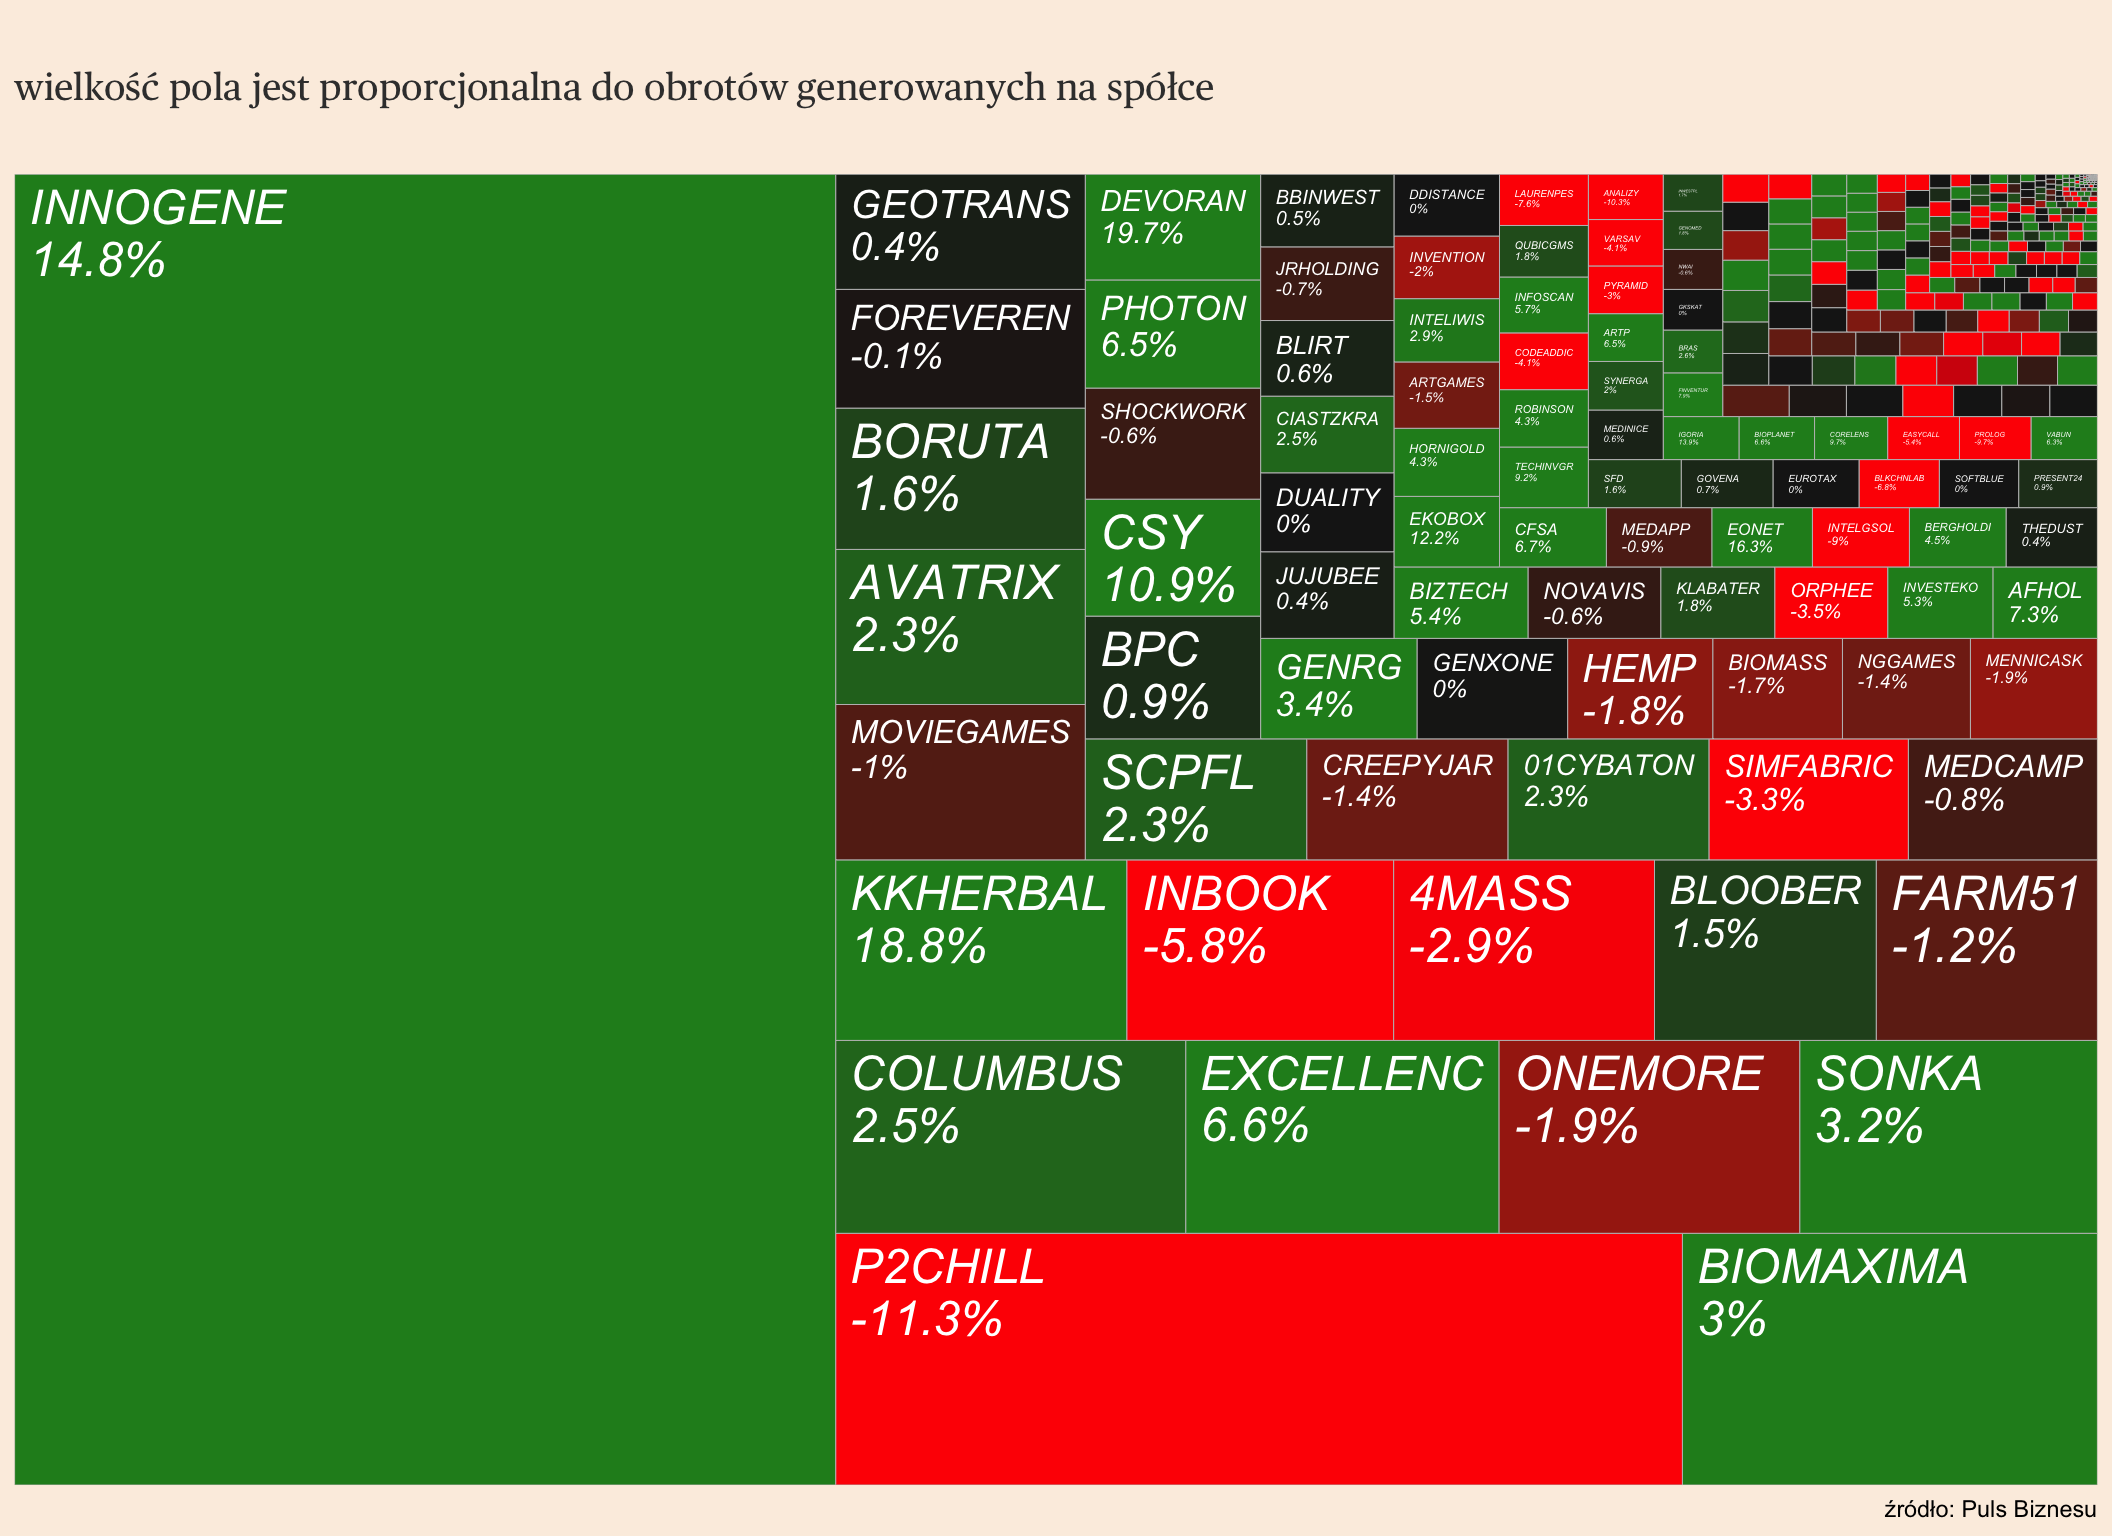 wielkość pola jest proporcjonalna do obrotów generowanych na spółce
INNOGENE
14.8%
GEOTRANS
0.4%
FOREVEREN
-0.1%
BORUTA
1.6%
AVATRIX
2.3%
MOVIEGAMES
-1%
DEVORAN
19.7%
PHOTON
6.5%
SHOCKWORK
-0.6%
CSY
10.9%
BPC
0.9%
BBINWEST
0.5%
JRHOLDING
-0.7%
BLIRT
0.6%
CIASTZKRA
2.5%
DUALITY
0%
JUJUBEE
0.4%
DDISTANCE
0%
INVENTION
-2%
INTELIWIS
2.9%
ARTGAMES
-1.5%
HORNIGOLD
4.3%
EKOBOX
12.2%
LAURENPES
-7.6%
QUBICGMS
1.8%
INFOSCAN
5.7%
CODEADDIC
-4.1%
ROBINSON
4.3%
TECHINVGR
9.2%
ANALIZY
-10.3%
VARSAV
-4.1%
PYRAMID
-3%
ARTP
6.5%
SYNERGA
2%
MEDINICE
0.6%
GENOMED
NWAI
-0.6%
GKSKAT
0%
BRAS
2.6%
FINVENTUR
7.9%
IGORIA
13.9%
BIOPLANET
6.6%
CORELENS
9.7%
EASYCALL
-5.4%
PROLOG
-9.7%
VABUN
6.3%
SFD
1.6%
GOVENA
0.7%
EUROTAX
0%
BLKCHNLAB
-6.8%
SOFTBLUE
0%
PRESENT24
0.9%
CFSA
6.7%
MEDAPP
-0.9%
EONET
16.3%
INTELGSOL
-9%
BERGHOLDI
4.5%
THEDUST
0.4%
BIZTECH
5.4%
NOVAVIS
-0.6%
KLABATER
1.8%
ORPHEE
-3.5%
INVESTEKO
5.3%
AFHOL
7.3%
GENRG
3.4%
GENXONE
0%
HEMP
-1.8%
BIOMASS
-1.7%
NGGAMES
-1.4%
MENNICASK
-1.9%
SCPFL
2.3%
CREEPYJAR
-1.4%
01CYBATON
2.3%
SIMFABRIC
-3.3%
MEDCAMP
-0.8%
KKHERBAL
18.8%
INBOOK
-5.8%
4MASS
-2.9%
BLOOBER
1.5%
FARM51
-1.2%
COLUMBUS
2.5%
EXCELLENC
6.6%
ONEMORE
-1.9%
SONKA
3.2%
P2CHILL
-11.3%
BIOMAXIMA
3%
źródło: Puls Biznesu